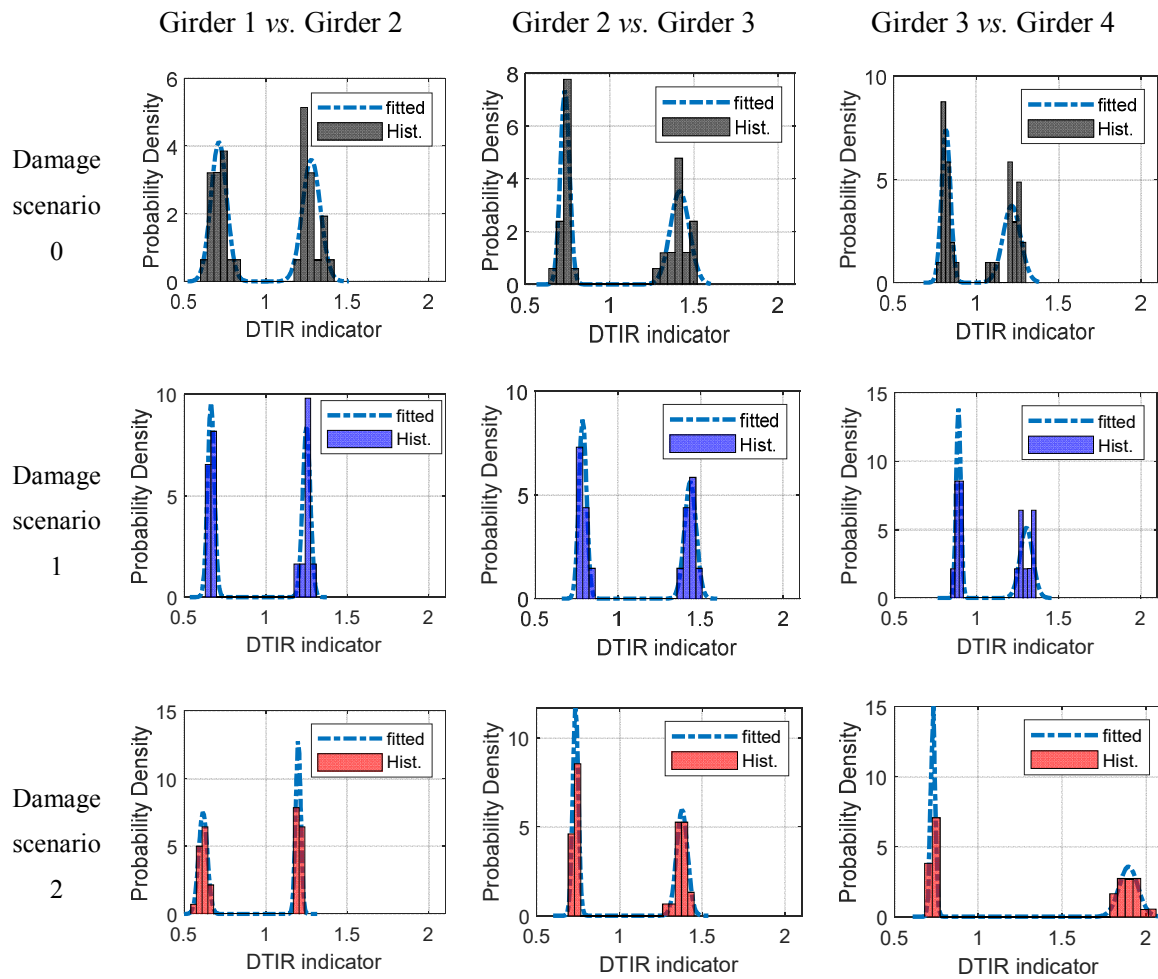 Girder 1 vs. Girder 2
Girder 2 vs. Girder 3
Girder 3 vs. Girder 4
Damage
scenario
0
Probability Density
6
4
2
0
fitted
Hist.
0.5 1 1.5 2
DTIR indicator
Probability Density
8
6
4
2
0
fitted
Hist.
0.5 1 1.5 2
DTIR indicator
Probability Density
10
5
0
fitted
Hist.
0.5 1 1.5 2
DTIR indicator
Damage
scenario
1
Probability Density
10
5
0
fitted
Hist.
0.5 1 1.5 2
DTIR indicator
Probability Density
10
5
0
fitted
Hist.
0.5 1 1.5 2
DTIR indicator
Probability Density
15
10
5
0
fitted
Hist.
0.5 1 1.5 2
DTIR indicator
Damage
scenario
2
Probability Density
15
10
5
0
fitted
Hist.
0.5 1 1.5 2
DTIR indicator
Probability Density
10
5
0
fitted
Hist.
0.5 1 1.5 2
DTIR indicator
Probability Density
15
10
5
0
fitted
Hist.
0.5 1 1.5 2
DTIR indicator